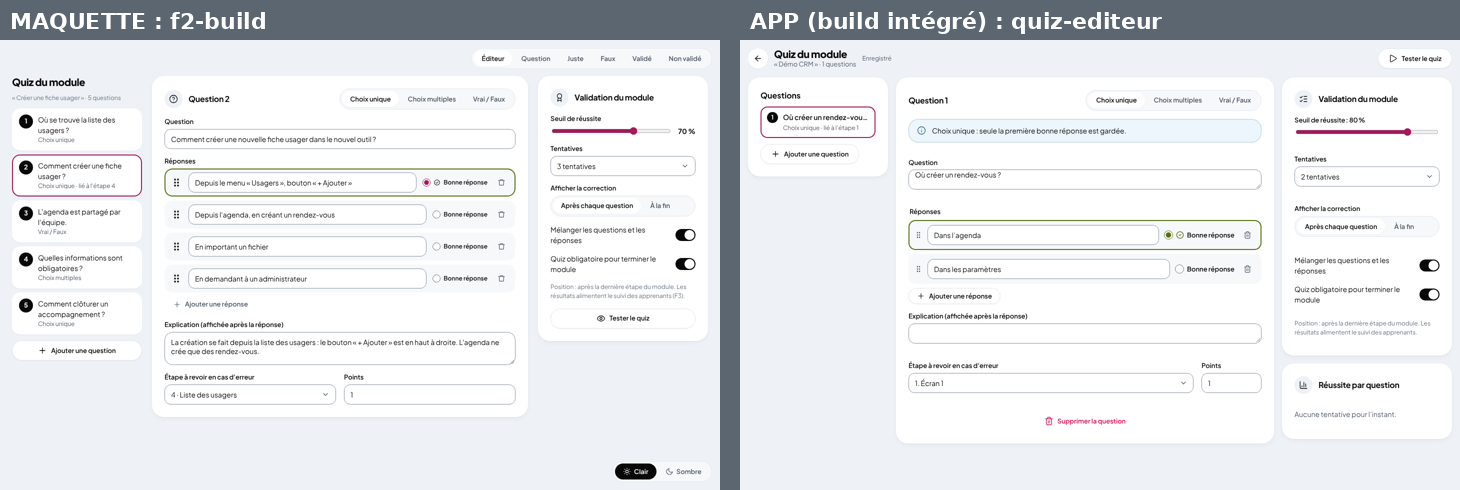 MAQUETTE : f2-build
Éditeur
Question
Juste
Faux
Validé
Non validé
Quiz du module
« Créer une fiche usager » · 5 questions
1
Où se trouve la liste des
usagers ?
Choix unique
2
Comment créer une fiche
usager ?
Choix unique · lié à l'étape 4
3
L'agenda est partagé par
l'équipe.
Vrai / Faux
4
Quelles informations sont
obligatoires ?
Choix multiples
5
Comment clôturer un
accompagnement ?
Choix unique
Ajouter une question
Question 2
Choix unique
Choix multiples
Vrai / Faux
Question
Comment créer une nouvelle fiche usager dans le nouvel outil ?
Réponses
Depuis le menu « Usagers », bouton « + Ajouter »
Bonne réponse
Depuis l'agenda, en créant un rendez-vous
Bonne réponse
En important un fichier
Bonne réponse
En demandant à un administrateur
Bonne réponse
Ajouter une réponse
Explication (affichée après la réponse)
La création se fait depuis la liste des usagers : le bouton « + Ajouter » est en haut à droite. L'agenda ne
crée que des rendez-vous.
Étape à revoir en cas d'erreur
Points
4 · Liste des usagers
1
Validation du module
Seuil de réussite
70 %
Tentatives
3 tentatives
Afficher la correction
Après chaque question
À la fin
Mélanger les questions et les
réponses
Quiz obligatoire pour terminer le
module
Position : après la dernière étape du module. Les
résultats alimentent le suivi des apprenants (F3).
Tester le quiz
Clair
Sombre
APP (build intégré) : quiz-editeur
Quiz du module
« Démo CRM » · 1 questions
Enregistré
Tester le quiz
Questions
1
Où créer un rendez-vou...
Choix unique · lié à l'étape 1
Ajouter une question
Question 1
Choix unique
Choix multiples
Vrai / Faux
Choix unique : seule la première bonne réponse est gardée.
Question
Où créer un rendez-vous ?
Réponses
Dans l'agenda
Bonne réponse
Dans les paramètres
Bonne réponse
Ajouter une réponse
Explication (affichée après la réponse)
Étape à revoir en cas d'erreur
Points
1. Écran 1
1
Supprimer la question
Validation du module
Seuil de réussite : 80 %
Tentatives
2 tentatives
Afficher la correction
Après chaque question
À la fin
Mélanger les questions et les
réponses
Quiz obligatoire pour terminer le
module
Position : après la dernière étape du module. Les
résultats alimentent le suivi des apprenants.
Réussite par question
Aucune tentative pour l'instant.